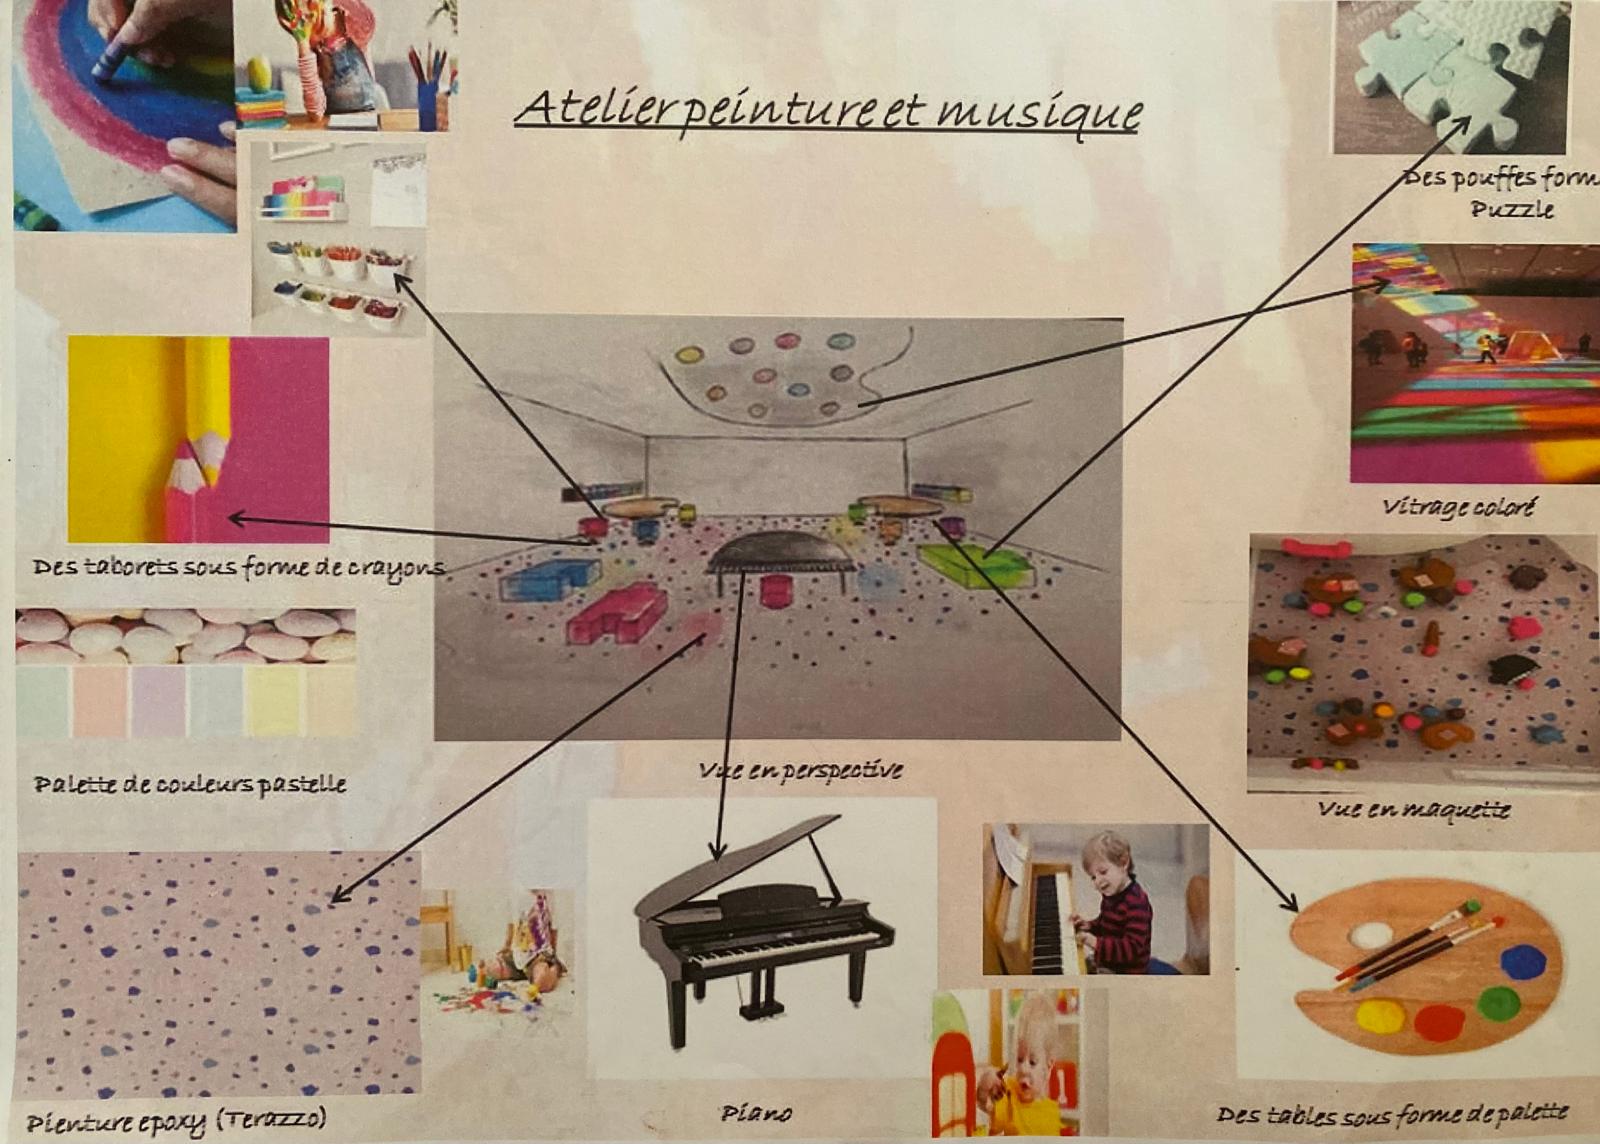 Atelier peinture et musique
Des pouffes form
Puzzle
Vitrage coloré
Des taborets sous forme de crayons
Palette de couleurs pastelle
Vue en perspective
Vue en maquette
Pienture epoxy (Terazzo)
Piano
Des tables sous forme de palette